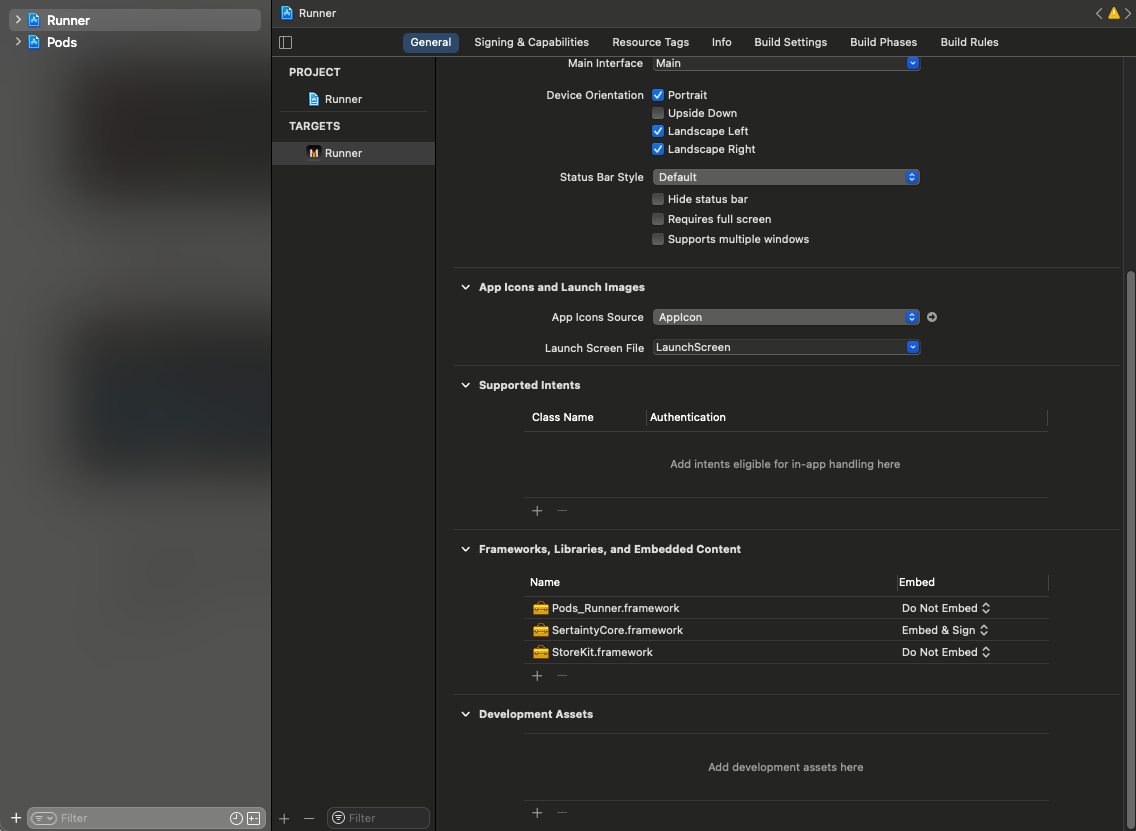 Runner
Pods
Runner
General Signing & Capabilities Resource Tags Info Build Settings Build Phases Build Rules
PROJECT
Runner
TARGETS
Runner
Main Interface Main
Device Orientation Portrait
Upside Down
Landscape Left
Landscape Right
Status Bar Style Default
Hide status bar
Requires full screen
Supports multiple windows
App Icons and Launch Images
App Icons Source AppIcon
Launch Screen File LaunchScreen
Supported Intents
Class Name Authentication
Add intents eligible for in-app handling here
Frameworks, Libraries, and Embedded Content
Name Embed
Pods_Runner.framework Do Not Embed
SertaintyCore.framework Embed & Sign
StoreKit.framework Do Not Embed
Development Assets
Add development assets here
Filter
Filter